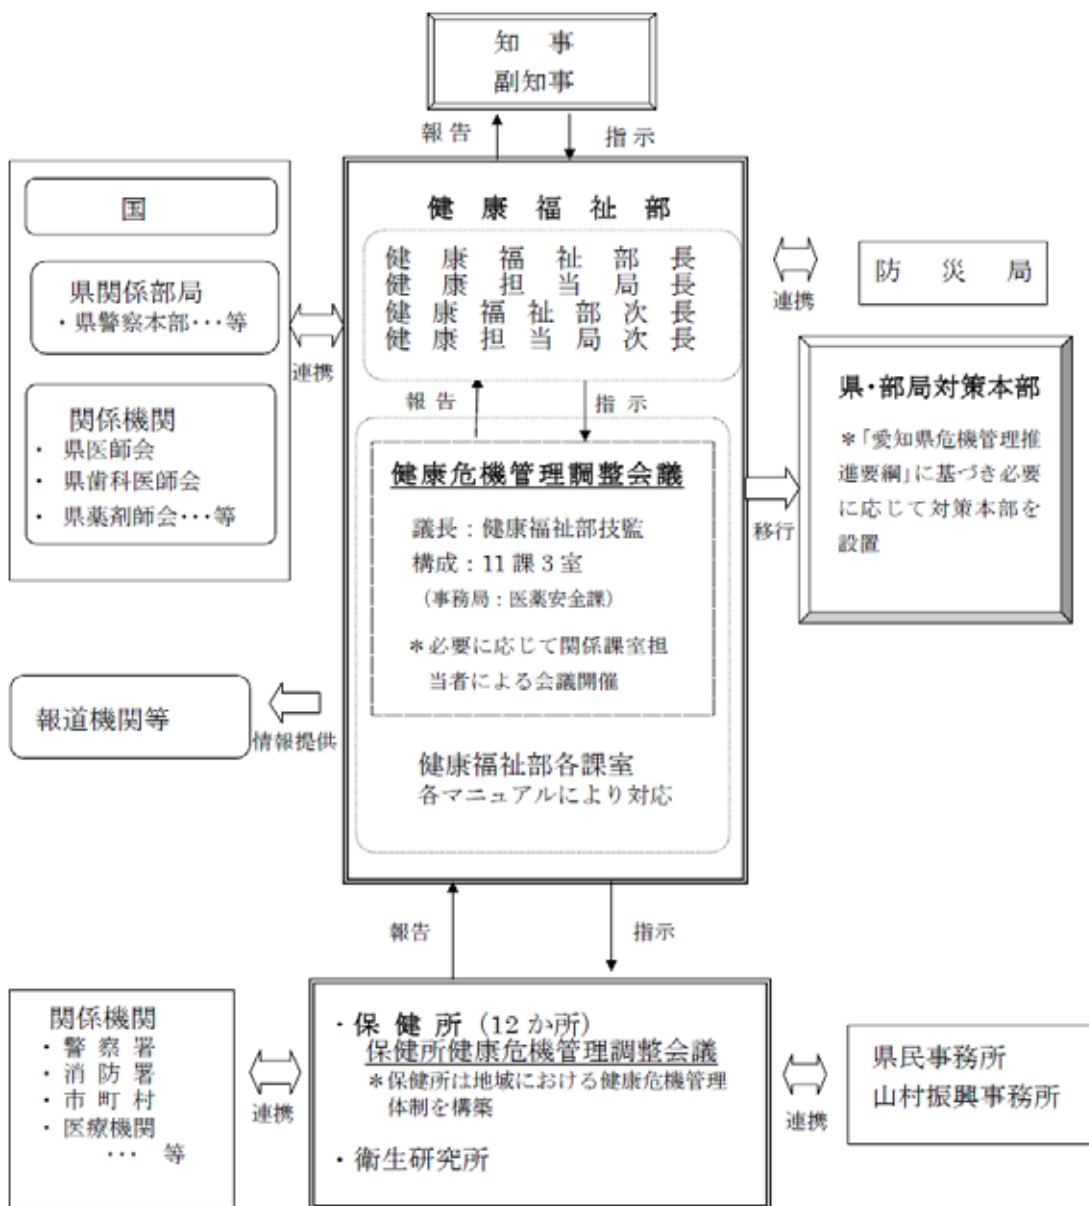 知 事
副知事
報告
指示
国
県関係部局
・県警察本部･･･等
関係機関
・ 県医師会
・ 県歯科医師会
・ 県薬剤師会･･･等
連携
健 康 福 祉 部
健 康 福 祉 部 長
健 康 担 当 局 長
健 康 福 祉 部 次 長
健 康 担 当 局 次 長
報告
指示
連携
防 災 局
健康危機管理調整会議
議長：健康福祉部技監
構成：11 課 3 室
（事務局：医薬安全課）
＊必要に応じて関係課室担
当者による会議開催
健康福祉部各課室
各マニュアルにより対応
移行
県・部局対策本部
＊「愛知県危機管理推
進要綱」に基づき必要
に応じて対策本部を
設置
報道機関等
情報提供
報告
指示
関係機関
・ 警 察 署
・ 消 防 署
・ 市 町 村
・ 医療機関
･･･ 等
連携
・保 健 所（12 か所）
保健所健康危機管理調整会議
＊保健所は地域における健康危機管理
体制を構築
・衛生研究所
連携
県民事務所
山村振興事務所